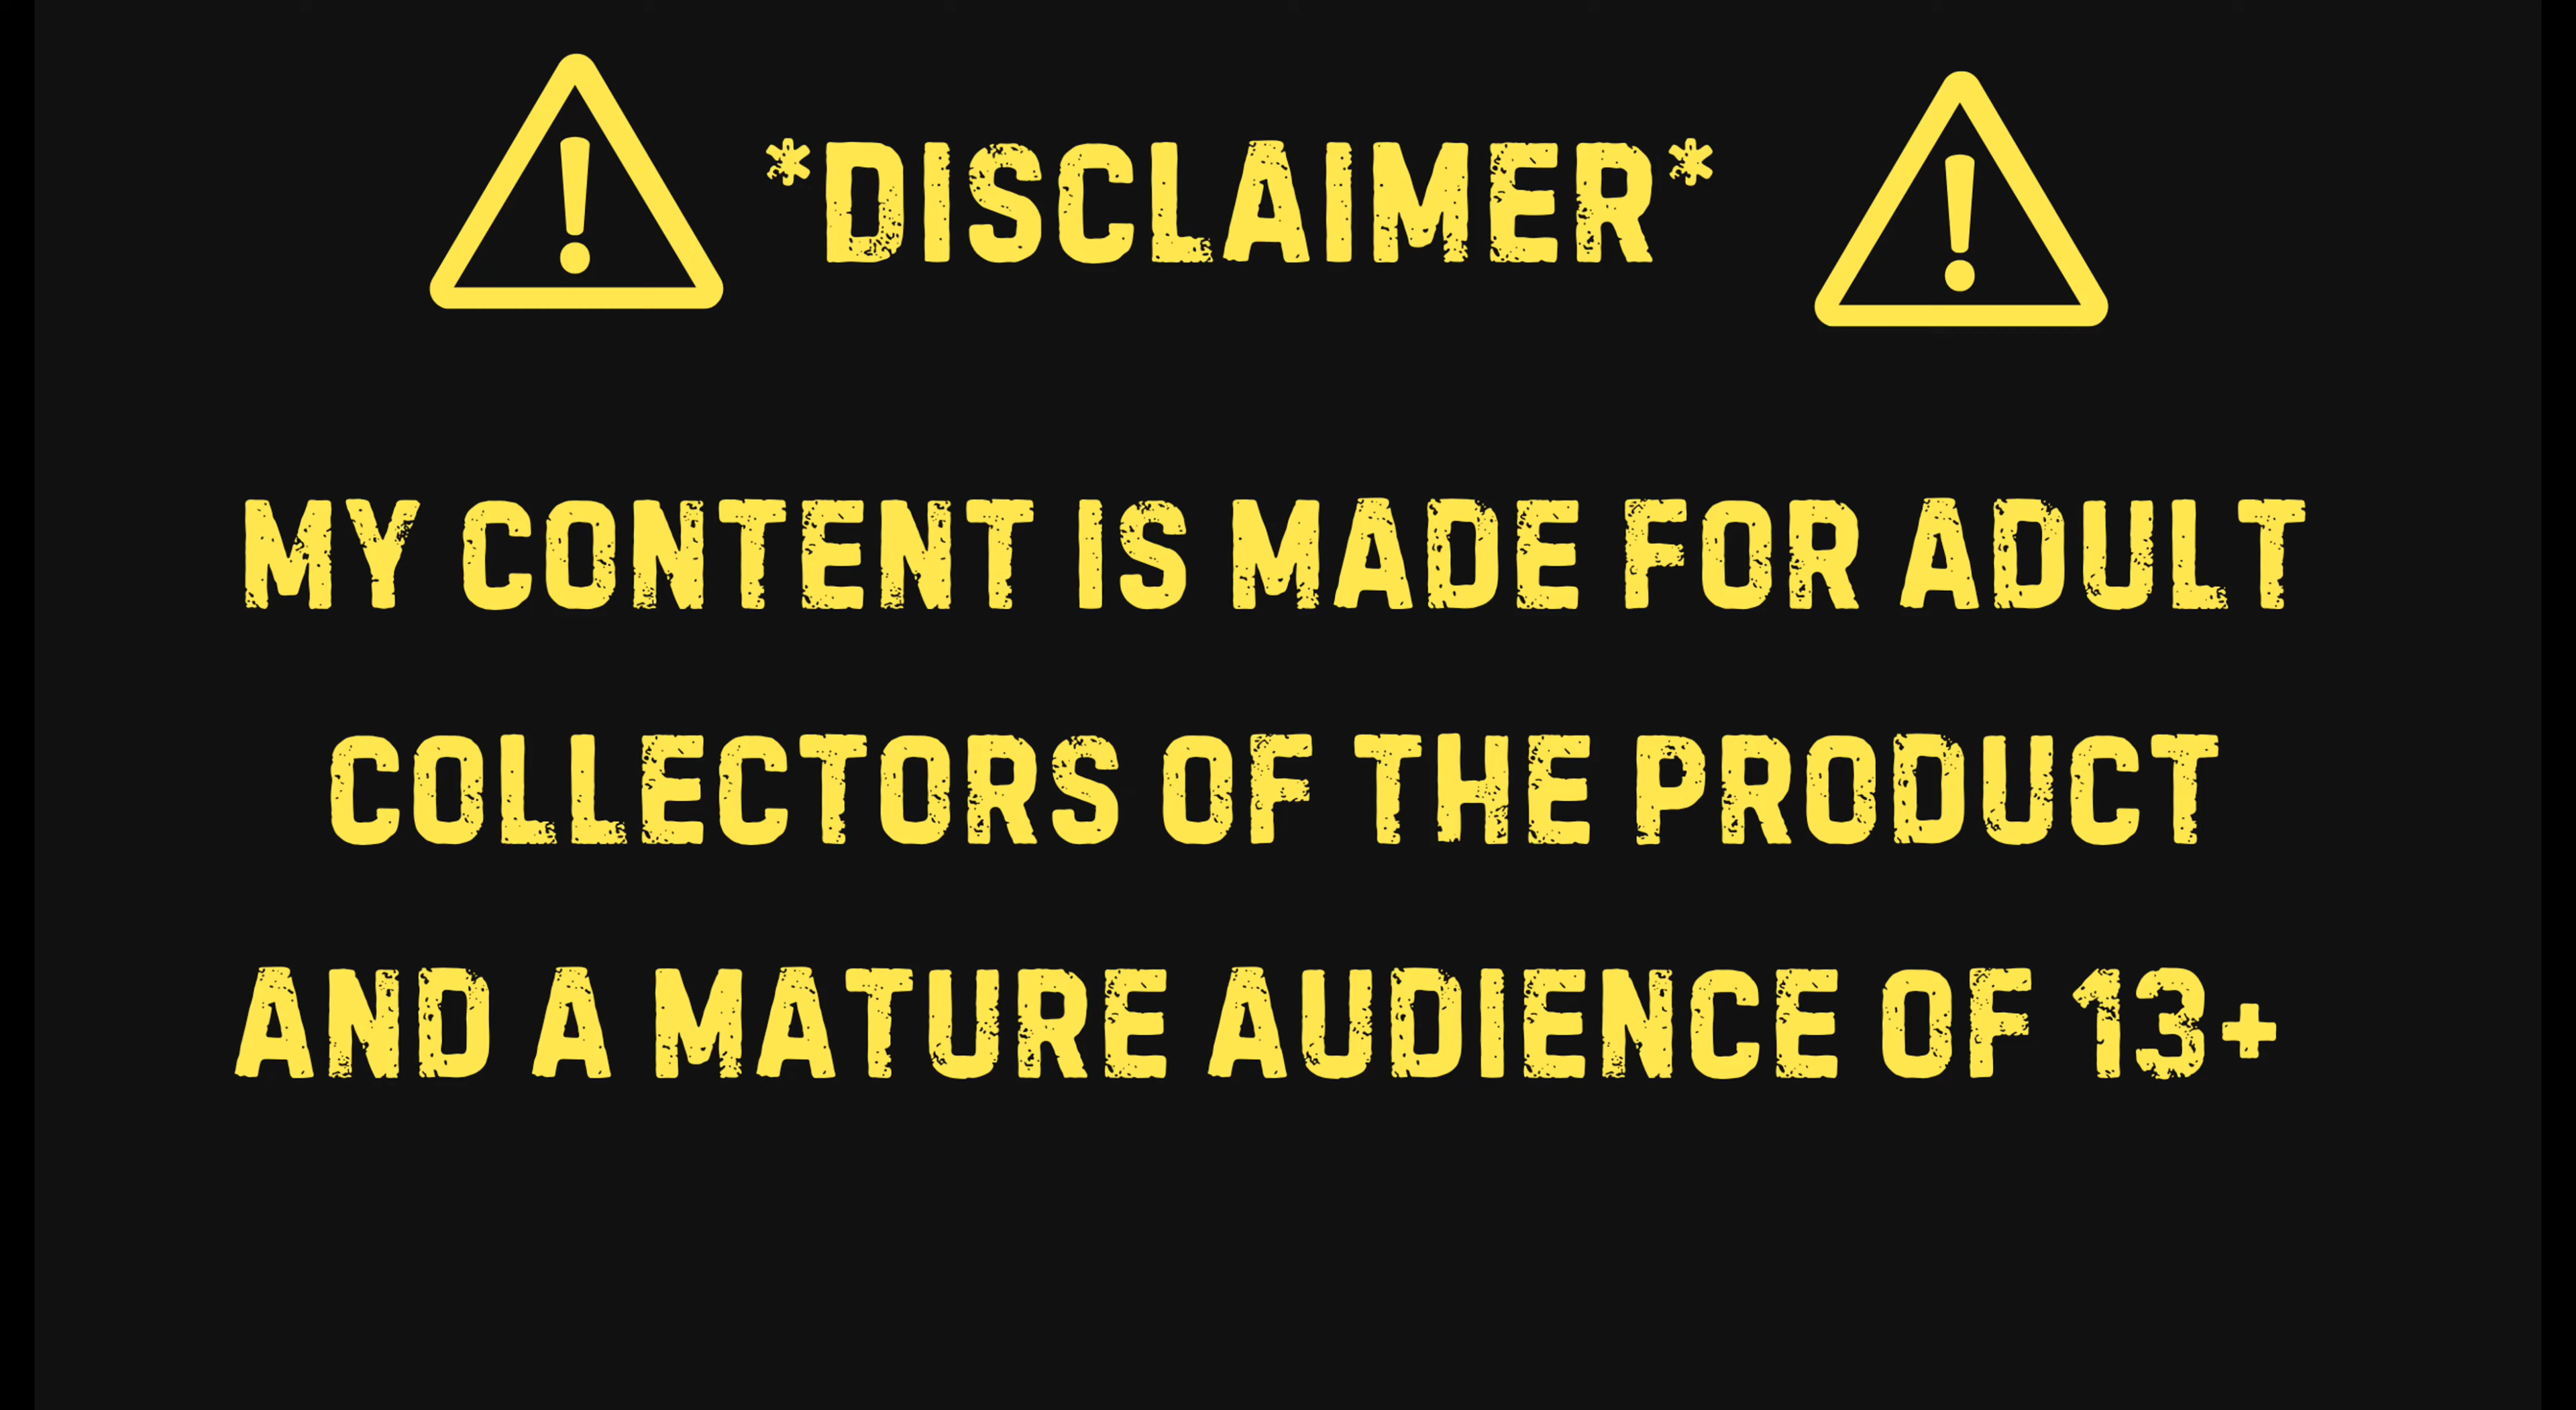 *DISCLAIMER*
MY CONTENT IS MADE FOR ADULT
COLLECTORS OF THE PRODUCT
AND A MATURE AUDIENCE OF 13+